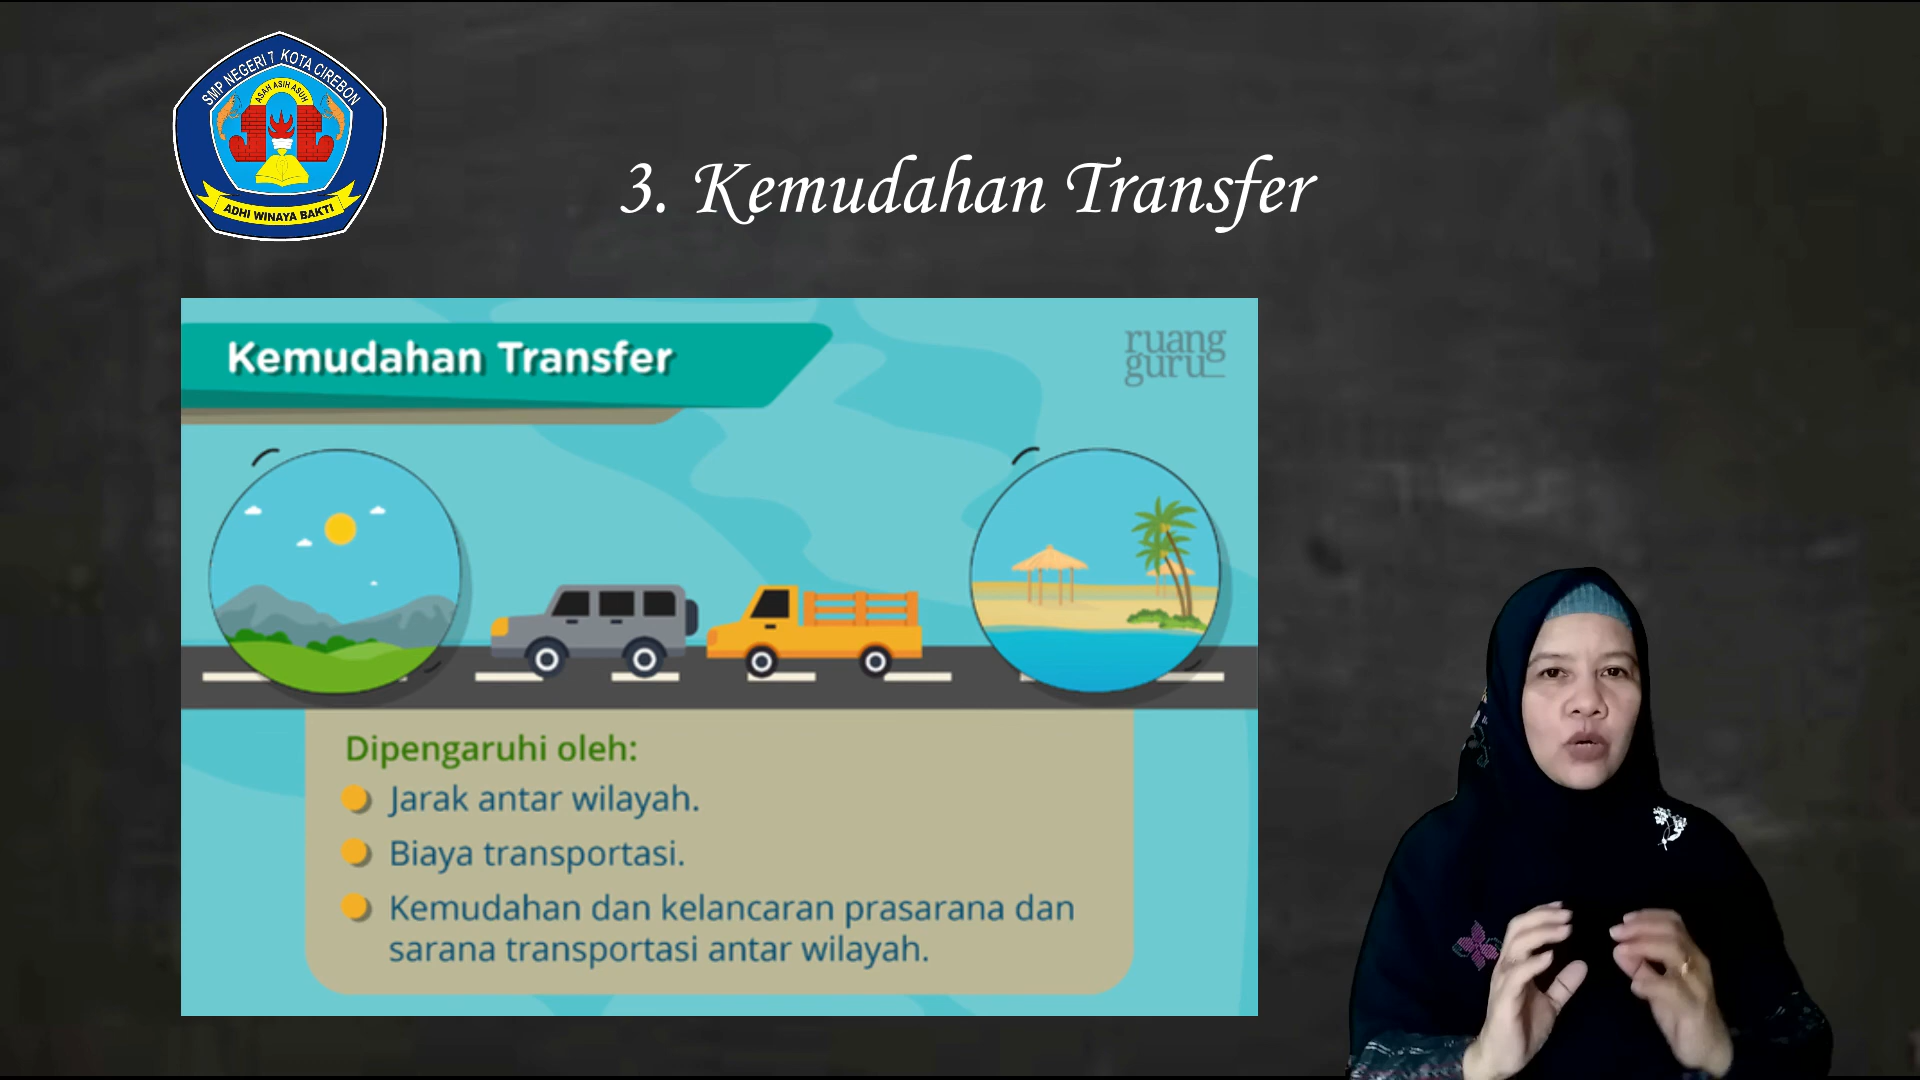 SMP NEGERI 7 KOTA CIREBON
ASAH ASIH ASUH
ADHI WINAYA BAKTI
3. Kemudahan Transfer
Kemudahan Transfer
ruang
guru
Dipengaruhi oleh:
Jarak antar wilayah.
Biaya transportasi.
Kemudahan dan kelancaran prasarana dan
sarana transportasi antar wilayah.